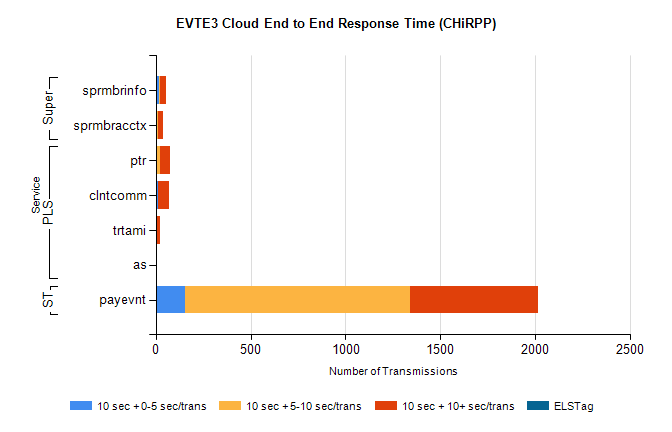 EVTE3 Cloud End to End Response Time (CHiRPP)
Service
Super
sprmbrinfo
sprmbracctx
PLS
ptr
clntcomm
trtami
as
ST
payevnt
0 500 1000 1500 2000 2500
Number of Transmissions
10 sec +0-5 sec/trans 10 sec +5-10 sec/trans 10 sec + 10+ sec/trans ELSTag